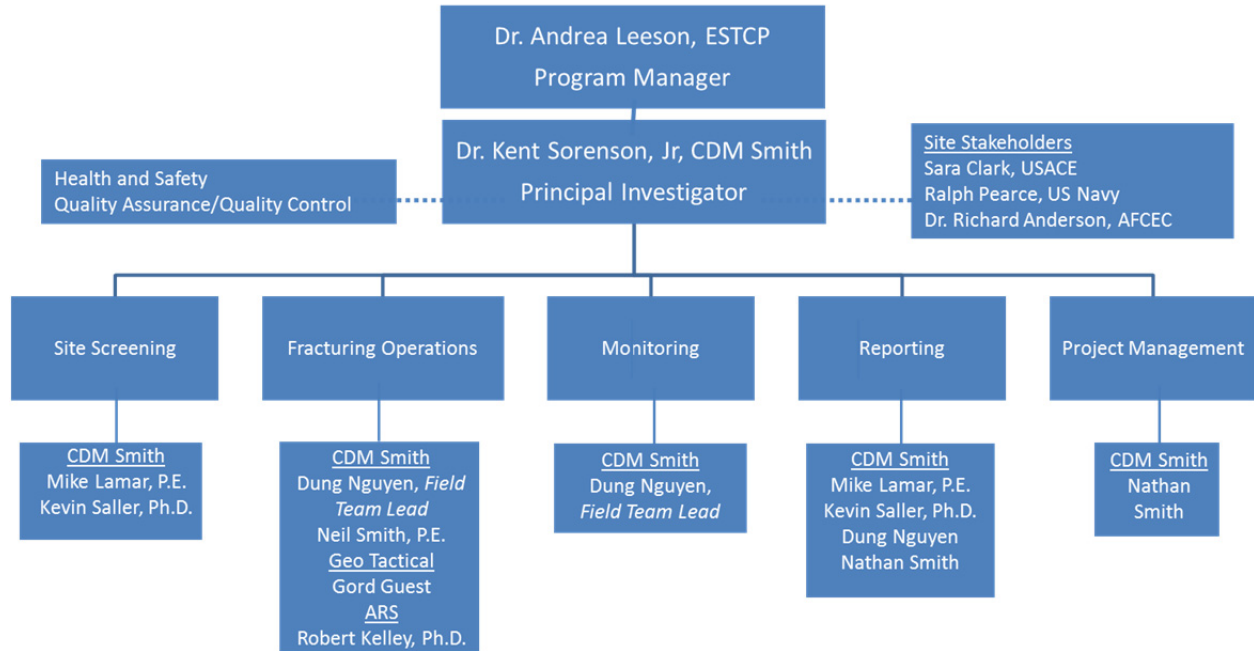 Dr. Andrea Leeson, ESTCP
Program Manager
Dr. Kent Sorenson, Jr, CDM Smith
Principal Investigator
Health and Safety
Quality Assurance/Quality Control
Site Stakeholders
Sara Clark, USACE
Ralph Pearce, US Navy
Dr. Richard Anderson, AFCEC
Site Screening
Fracturing Operations
Monitoring
Reporting
Project Management
CDM Smith
Mike Lamar, P.E.
Kevin Saller, Ph.D.
CDM Smith
Dung Nguyen, Field
Team Lead
Neil Smith, P.E.
Geo Tactical
Gord Guest
ARS
Robert Kelley, Ph.D.
CDM Smith
Dung Nguyen,
Field Team Lead
CDM Smith
Mike Lamar, P.E.
Kevin Saller, Ph.D.
Dung Nguyen
Nathan Smith
CDM Smith
Nathan
Smith